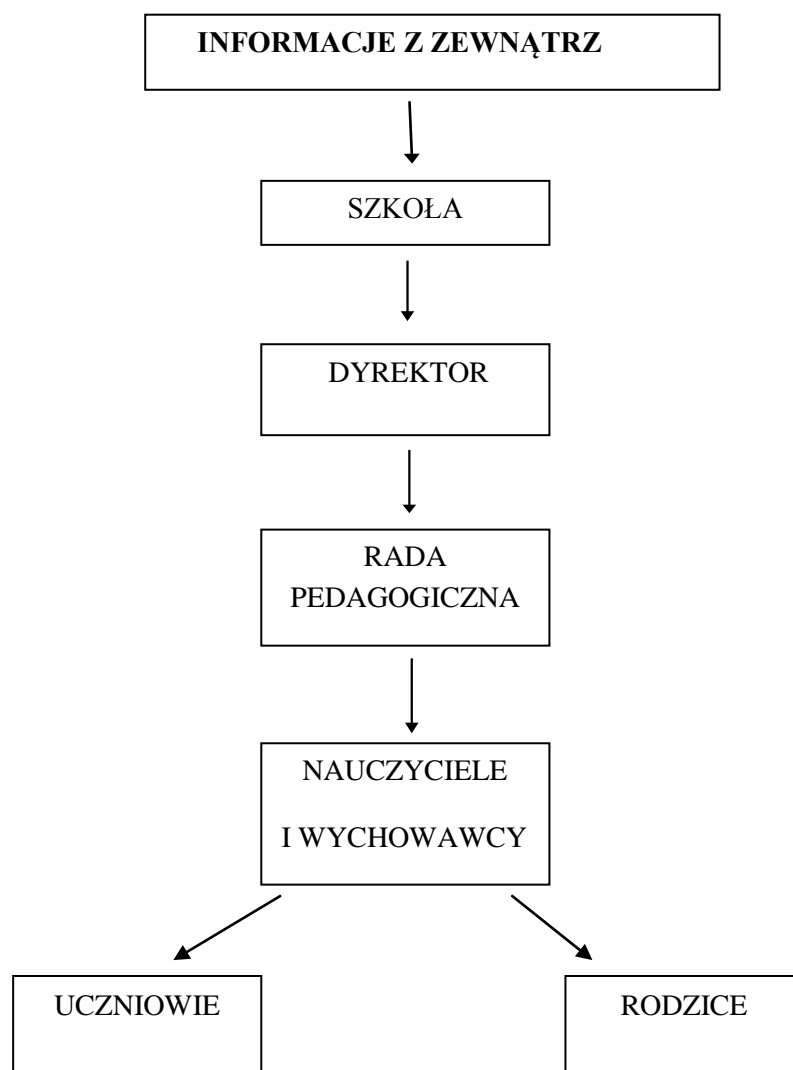 INFORMACJE Z ZEWNĄTRZ
SZKOŁA
DYREKTOR
RADA
PEDAGOGICZNA
NAUCZYCIELE
I WYCHOWAWCY
UCZNIOWIE
RODZICE